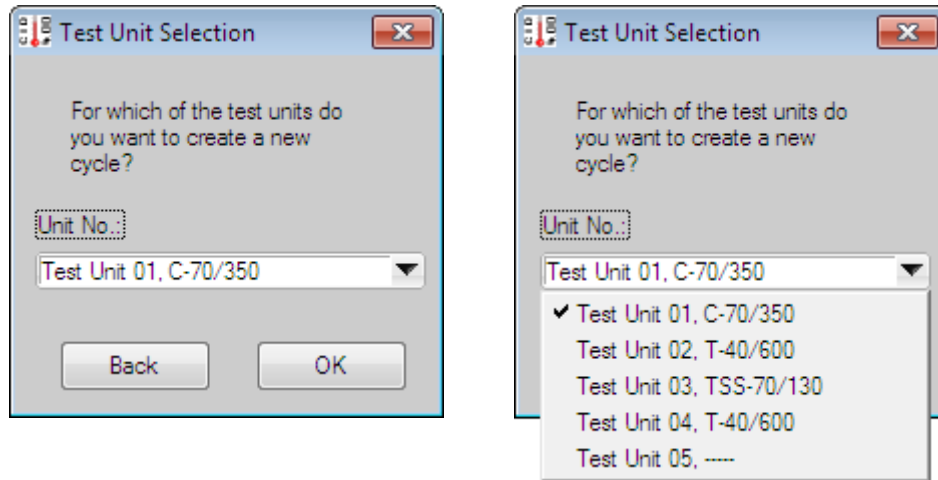 Test Unit Selection
For which of the test units do
you want to create a new
cycle?
Unit No.:
Test Unit 01, C-70/350
Back
OK
Test Unit Selection
For which of the test units do
you want to create a new
cycle?
Unit No.:
Test Unit 01, C-70/350
✔ Test Unit 01, C-70/350
Test Unit 02, T-40/600
Test Unit 03, TSS-70/130
Test Unit 04, T-40/600
Test Unit 05, -----